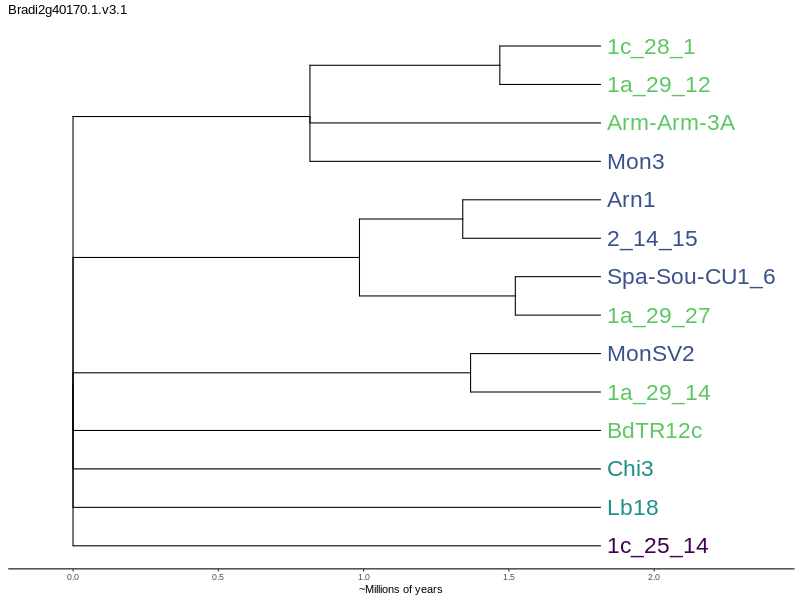 Bradi2g40170.1.v3.1
1c_28_1
1a_29_12
Arm-Arm-3A
Mon3
Arn1
2_14_15
Spa-Sou-CU1_6
1a_29_27
MonSV2
1a_29_14
BdTR12c
Chi3
Lb18
1c_25_14
0.0 0.5 1.0 1.5 2.0
~Millions of years